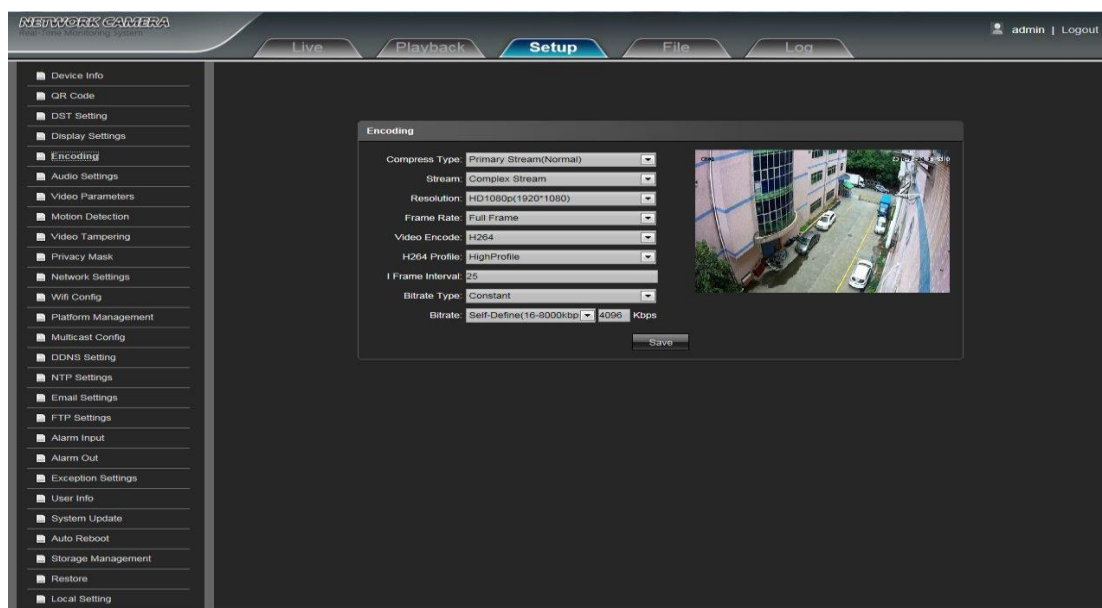 NETWORK CAMERA
Real-Time Monitoring System
Live
Playback
Setup
File
Log
admin | Logout
Device Info
QR Code
DST Setting
Display Settings
Encoding
Audio Settings
Video Parameters
Motion Detection
Video Tampering
Privacy Mask
Network Settings
Wifi Config
Platform Management
Multicast Config
DDNS Setting
NTP Settings
Email Settings
FTP Settings
Alarm Input
Alarm Out
Exception Settings
User Info
System Update
Auto Reboot
Storage Management
Restore
Local Setting
Encoding
Compress Type: Primary Stream(Normal)
Stream: Complex Stream
Resolution: HD1080p(1920*1080)
Frame Rate: Full Frame
Video Encode: H264
H264 Profile: HighProfile
I Frame Interval: 25
Bitrate Type: Constant
Bitrate: Self-Define(16-8000kbp 4096 Kbps
Save